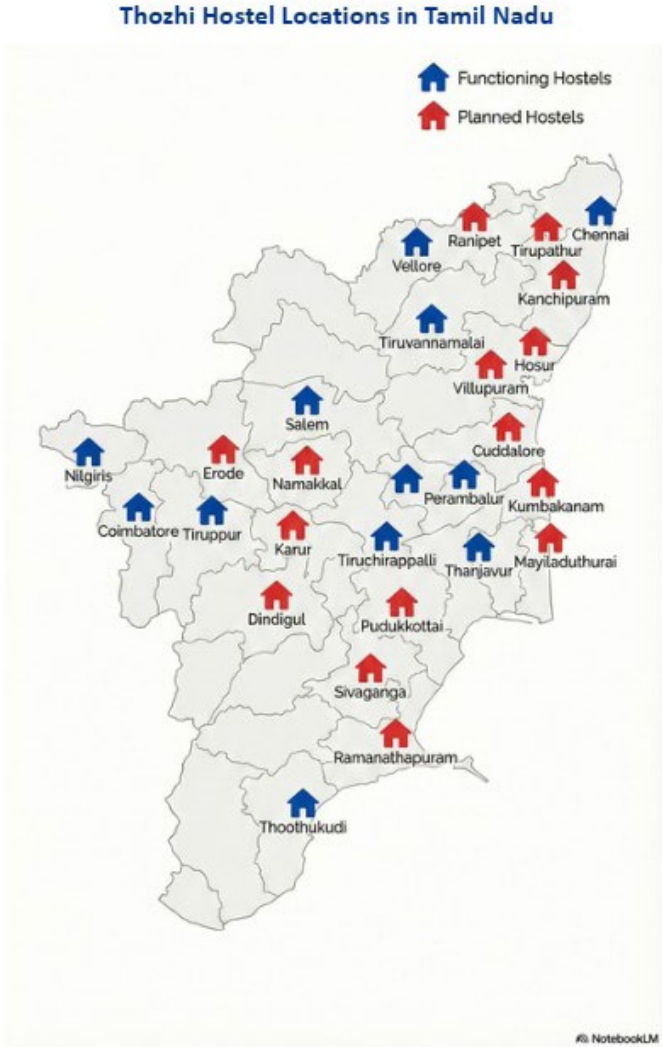 Thozhi Hostel Locations in Tamil Nadu
Functioning Hostels
Planned Hostels
Chennai
Ranipet
Tirupathur
Vellore
Kanchipuram
Tiruvannamalai
Hosur
Villupuram
Salem
Cuddalore
Nilgiris
Erode
Namakkal
Perambalur
Kumbakanam
Coimbatore
Tiruppur
Karur
Tiruchirappalli
Thanjavur
Mayiladuthurai
Dindigul
Pudukkottai
Sivaganga
Ramanathapuram
Thoothukudi
NotebookLM